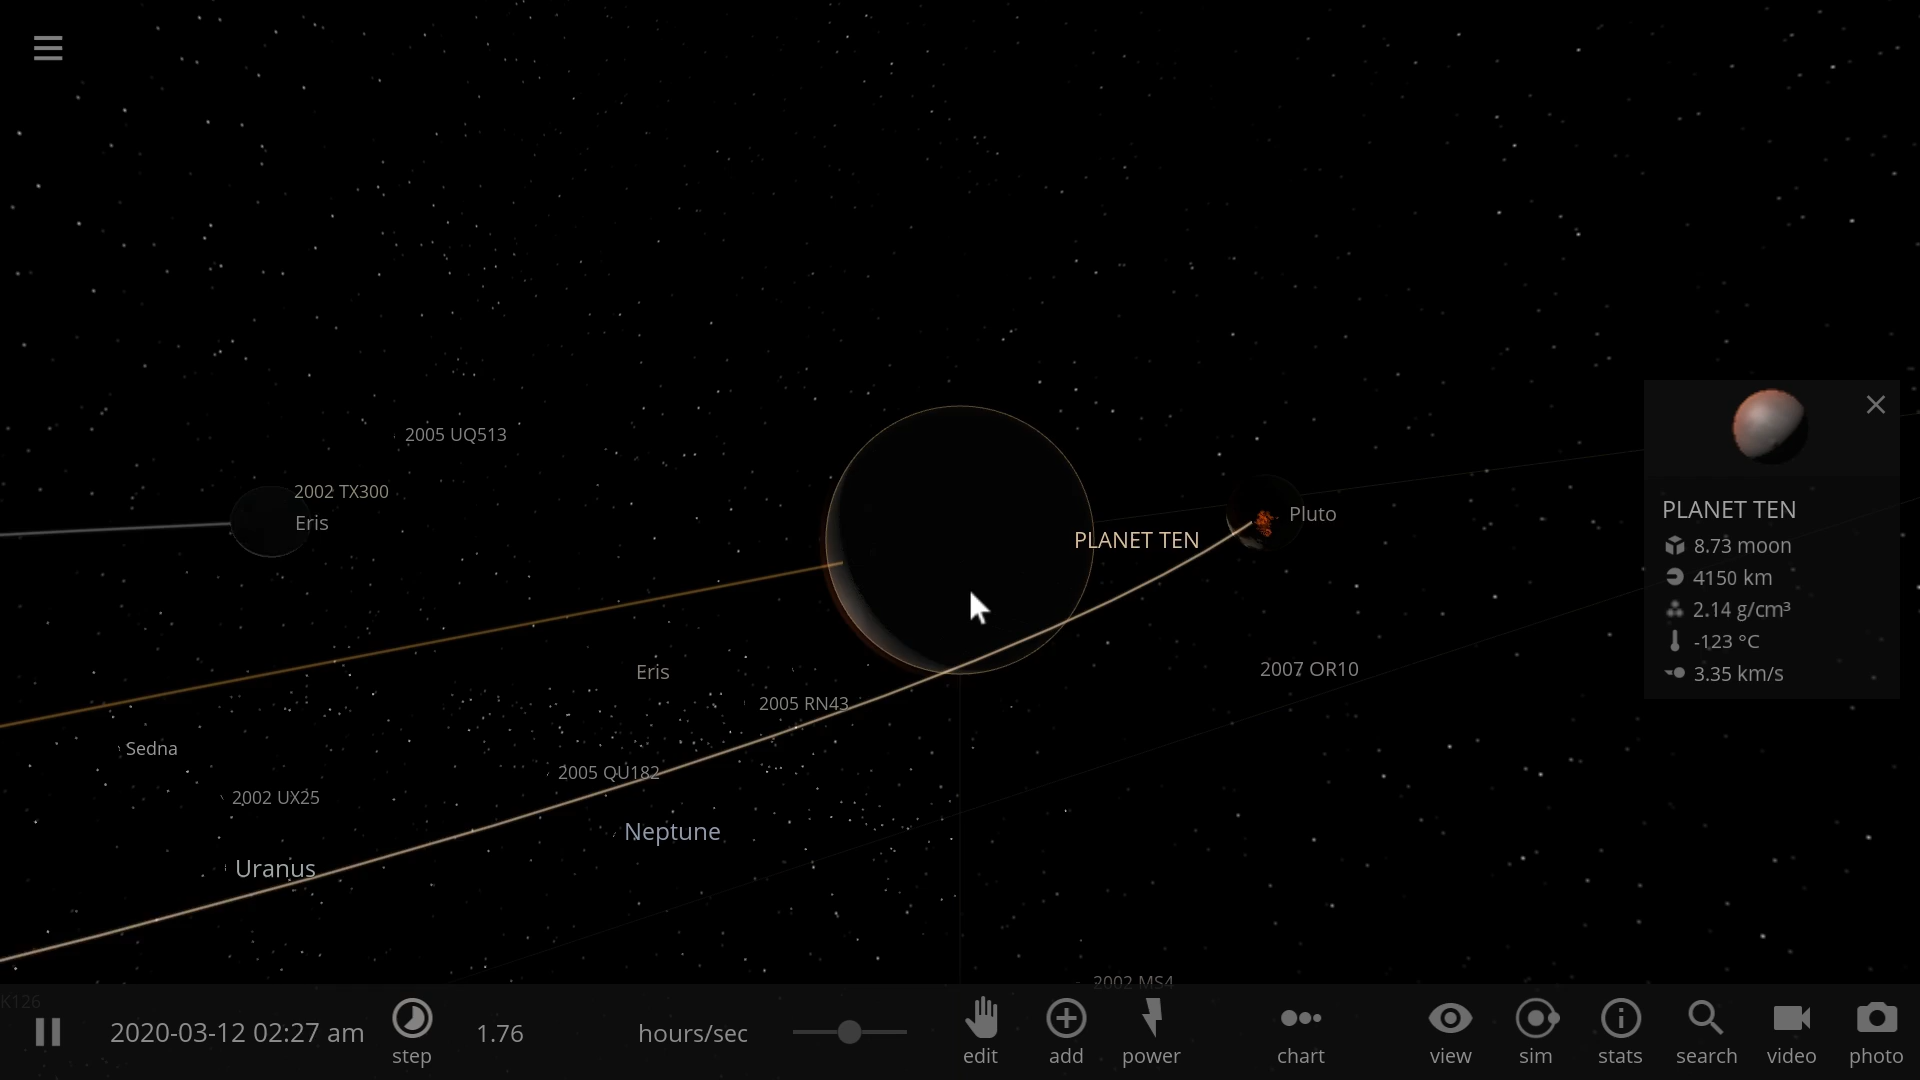 2005 UQ513
2002 TX300
Eris
Pluto
PLANET TEN
Eris
2007 OR10
2005 RN43
Sedna
2005 QU182
2002 UX25
Neptune
Uranus
2002 MS4
K126
PLANET TEN
8.73 moon
4150 km
2.14 g/cm³
-123 °C
3.35 km/s
2020-03-12 02:27 am
step
1.76
hours/sec
edit
add
power
chart
view
sim
stats
search
video
photo